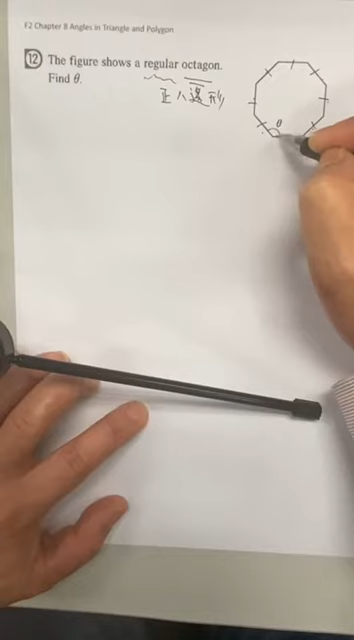 F2 Chapter 8 Angles in Triangle and Polygon
12 The figure shows a regular octagon.
Find θ.
正八邊形
θ